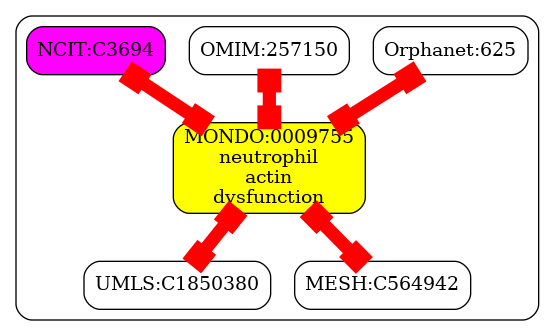 NCIT:C3694
OMIM:257150
Orphanet:625
MONDO:0009755
neutrophil
actin
dysfunction
UMLS:C1850380
MESH:C564942